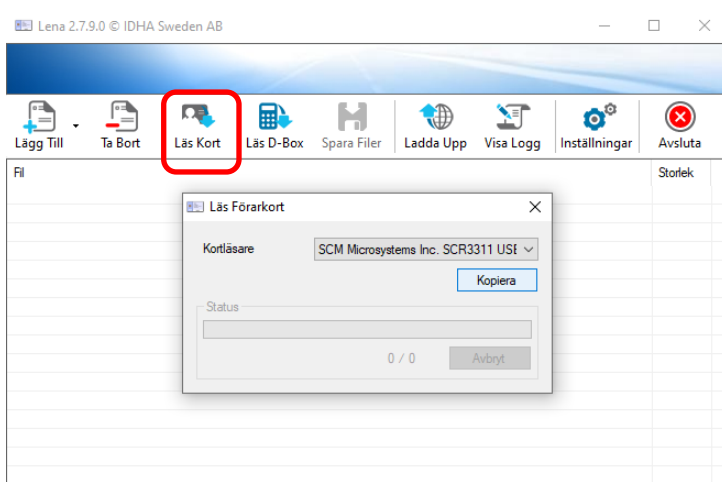 Lena 2.7.9.0 © IDHA Sweden AB
Lägg Till Ta Bort Läs Kort Läs D-Box Spara Filer Ladda Upp Visa Logg Inställningar Avsluta
Fil Storlek
Läs Förarkort
Kortläsare SCM Microsystems Inc. SCR3311 USE
Kopiera
Status
0 / 0 Avbryt